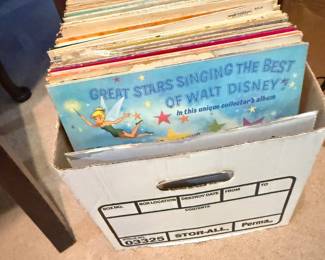 GREAT STARS SINGING THE BEST
OF WALT DISNEY
In this unique collector's album
BOX NO.
BOX LOCATION
DESTROY DATE
FROM
TO
CONTENTS
03325
STOR-ALL.
Perma